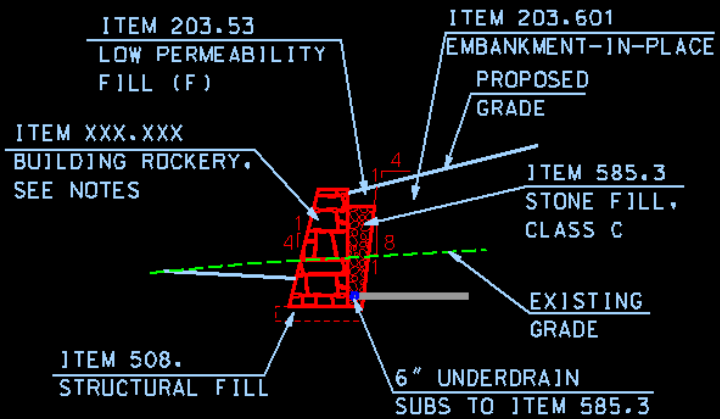 ITEM 203.53
LOW PERMEABILITY
FILL (F)
ITEM 203.601
EMBANKMENT-IN-PLACE
PROPOSED
GRADE
ITEM XXX.XXX
BUILDING ROCKERY,
SEE NOTES
1
4
ITEM 585.3
STONE FILL,
CLASS C
1
4
8
1
EXISTING
GRADE
ITEM 508.
STRUCTURAL FILL
6" UNDERDRAIN
SUBS TO ITEM 585.3